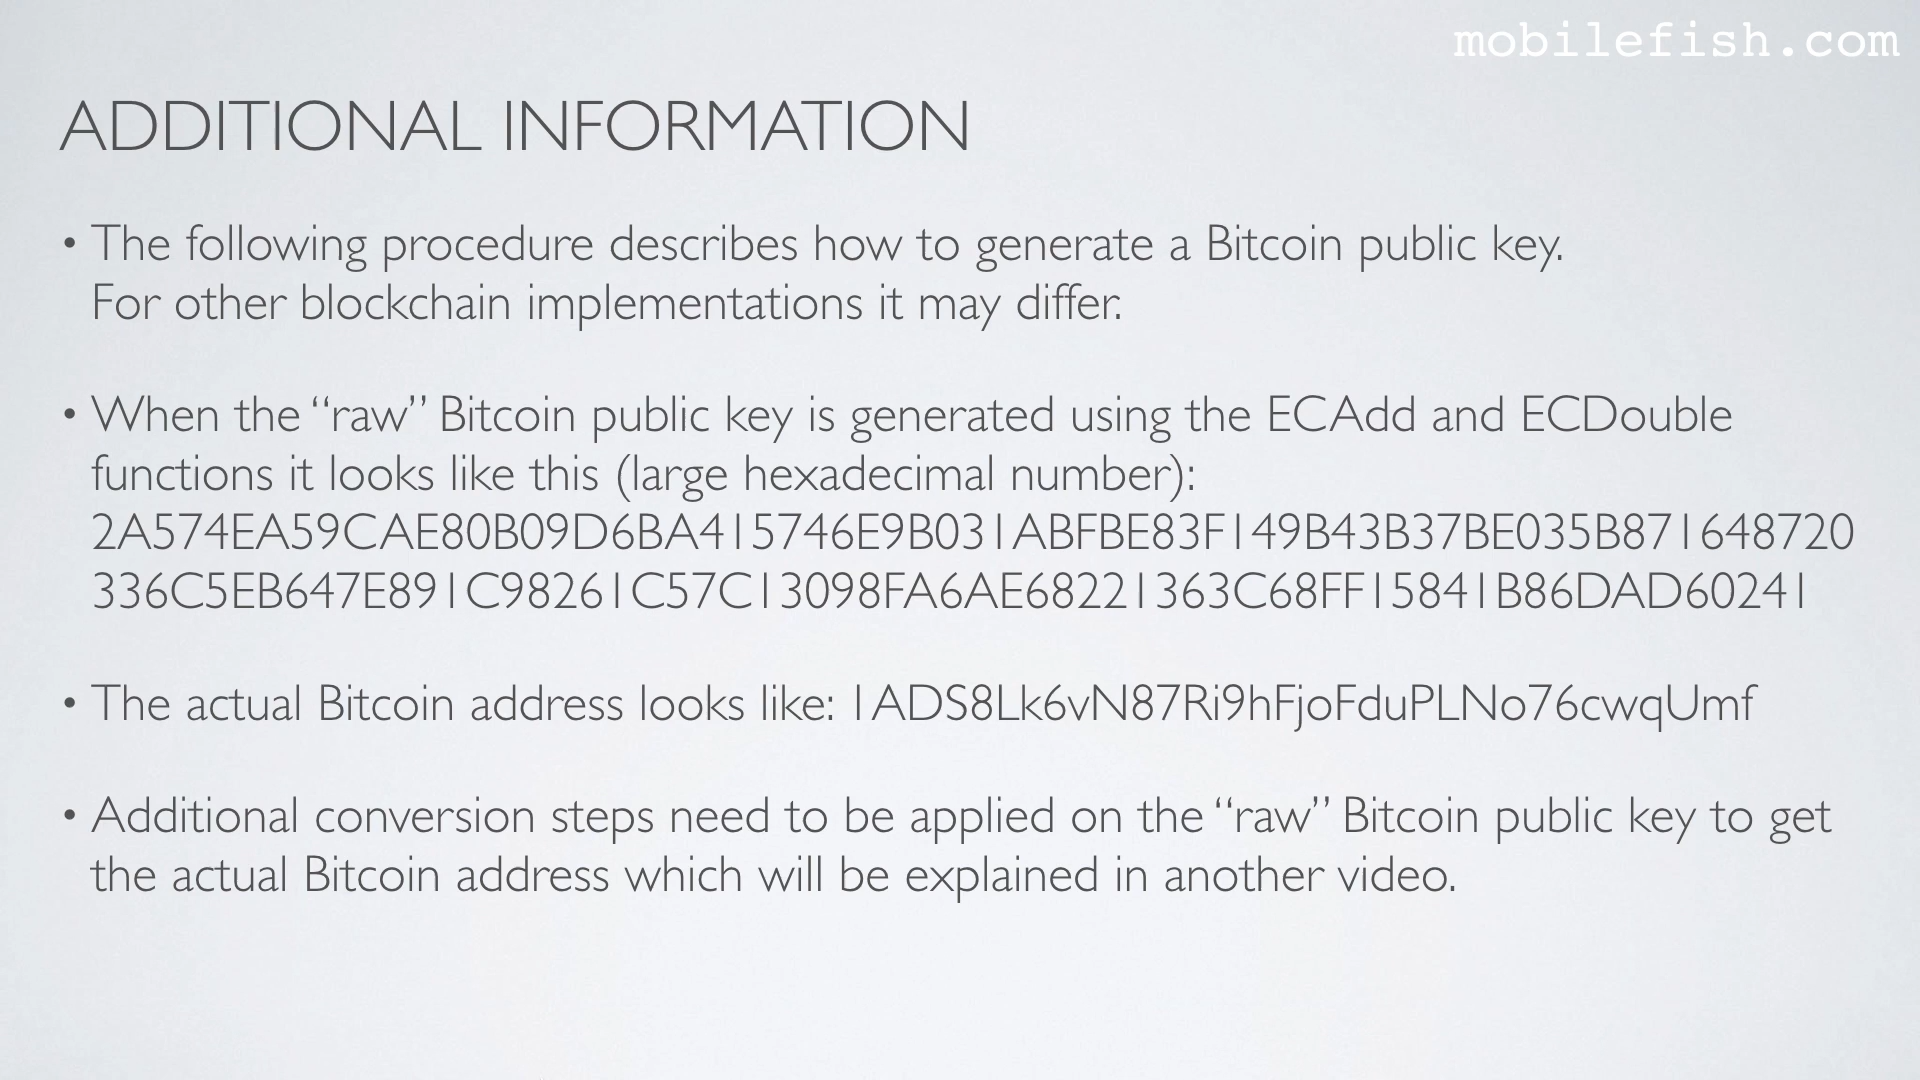 mobilefish.com
ADDITIONAL INFORMATION
• The following procedure describes how to generate a Bitcoin public key.
For other blockchain implementations it may differ.
• When the “raw” Bitcoin public key is generated using the ECAdd and ECDouble
functions it looks like this (large hexadecimal number):
2A574EA59CAE80B09D6BA415746E9B031ABFBE83F149B43B37BE035B871648720
336C5EB647E891C98261C57C13098FA6AE68221363C68FF15841B86DAD60241
• The actual Bitcoin address looks like: 1ADS8Lk6vN87Ri9hFjoFduPLNo76cwqUmf
• Additional conversion steps need to be applied on the “raw” Bitcoin public key to get
the actual Bitcoin address which will be explained in another video.